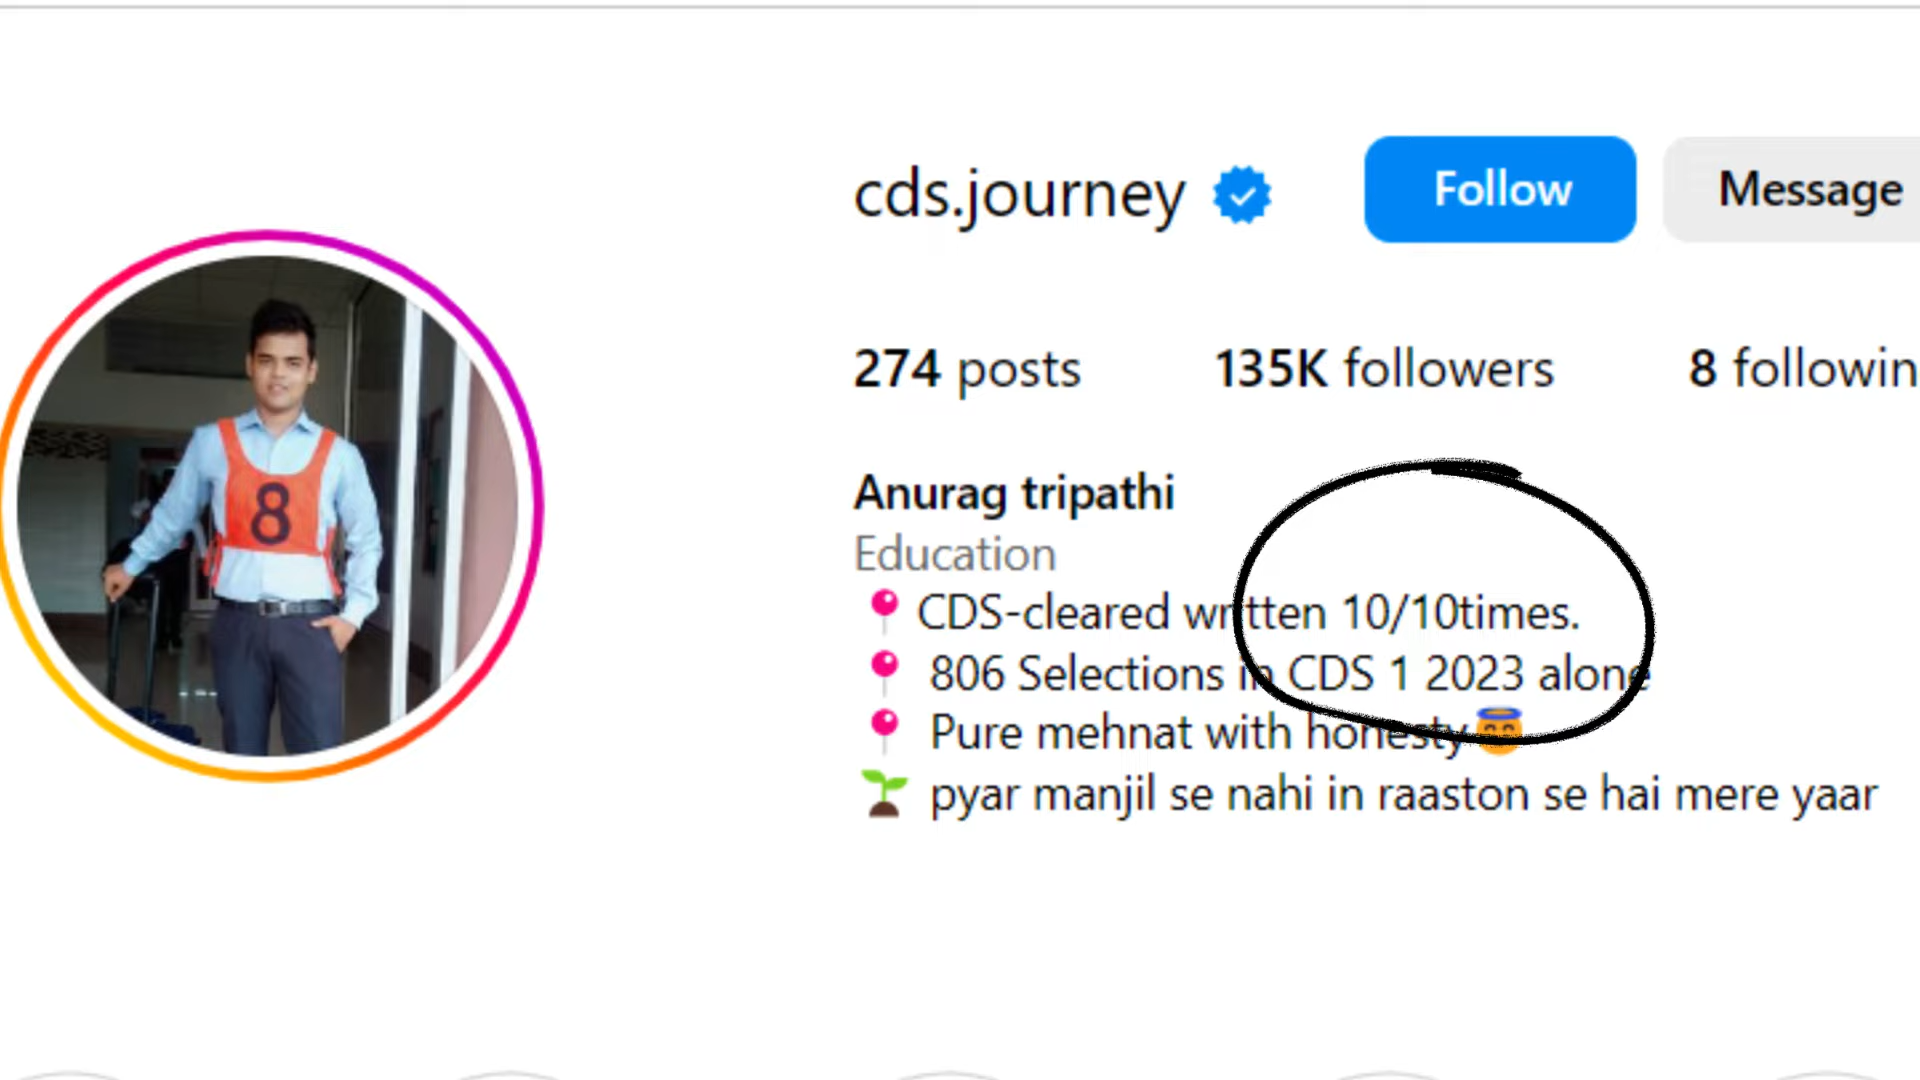 cds.journey
Follow
Message
274 posts
135K followers
8 followin
Anurag tripathi
Education
CDS-cleared written 10/10times.
806 Selections in CDS 1 2023 alone
Pure mehnat with honesty
pyar manjil se nahi in raaston se hai mere yaar
8